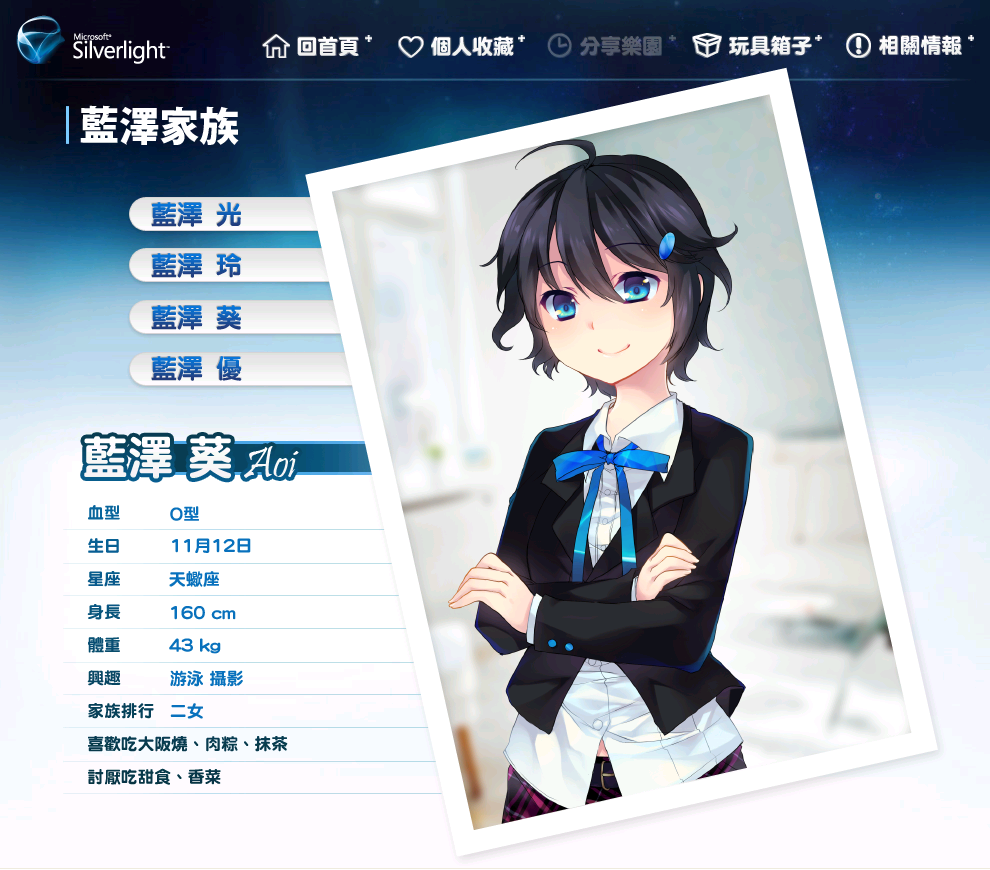 Microsoft®
Silverlight™
回首頁 個人收藏 分享樂園 玩具箱子 相關情報
藍澤家族
藍澤 光
藍澤 玲
藍澤 葵
藍澤 優
藍澤 葵 Aoi
血型 O型
生日 11月12日
星座 天蠍座
身長 160 cm
體重 43 kg
興趣 游泳 攝影
家族排行 二女
喜歡吃大阪燒、肉粽、抹茶
討厭吃甜食、香菜